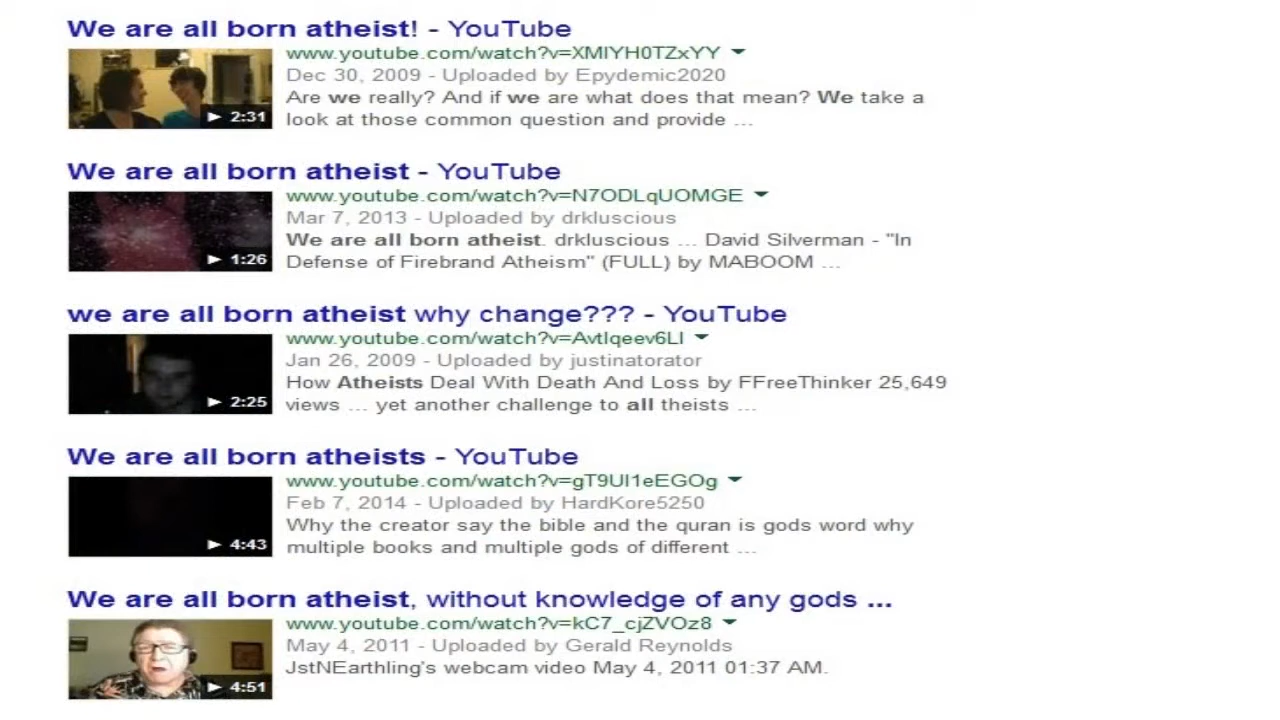 We are all born atheist! - YouTube
www.youtube.com/watch?v=XMIYH0TZxYY
Dec 30, 2009 - Uploaded by Epydemic2020
Are we really? And if we are what does that mean? We take a
look at those common question and provide ...
2:31
We are all born atheist - YouTube
www.youtube.com/watch?v=N7ODLqUOMGE
Mar 7, 2013 - Uploaded by drkluscious
We are all born atheist. drkluscious ... David Silverman - "In
Defense of Firebrand Atheism" (FULL) by MABOOM ...
1:26
we are all born atheist why change??? - YouTube
www.youtube.com/watch?v=AvtIqeev6LI
Jan 26, 2009 - Uploaded by justinatorator
How Atheists Deal With Death And Loss by FFreeThinker 25,649
views ... yet another challenge to all theists ...
2:25
We are all born atheists - YouTube
www.youtube.com/watch?v=gT9UI1eEGOg
Feb 7, 2014 - Uploaded by HardKore5250
Why the creator say the bible and the quran is gods word why
multiple books and multiple gods of different ...
4:43
We are all born atheist, without knowledge of any gods ...
www.youtube.com/watch?v=kC7_cjZVOz8
May 4, 2011 - Uploaded by Gerald Reynolds
JstNEarthling's webcam video May 4, 2011 01:37 AM.
4:51